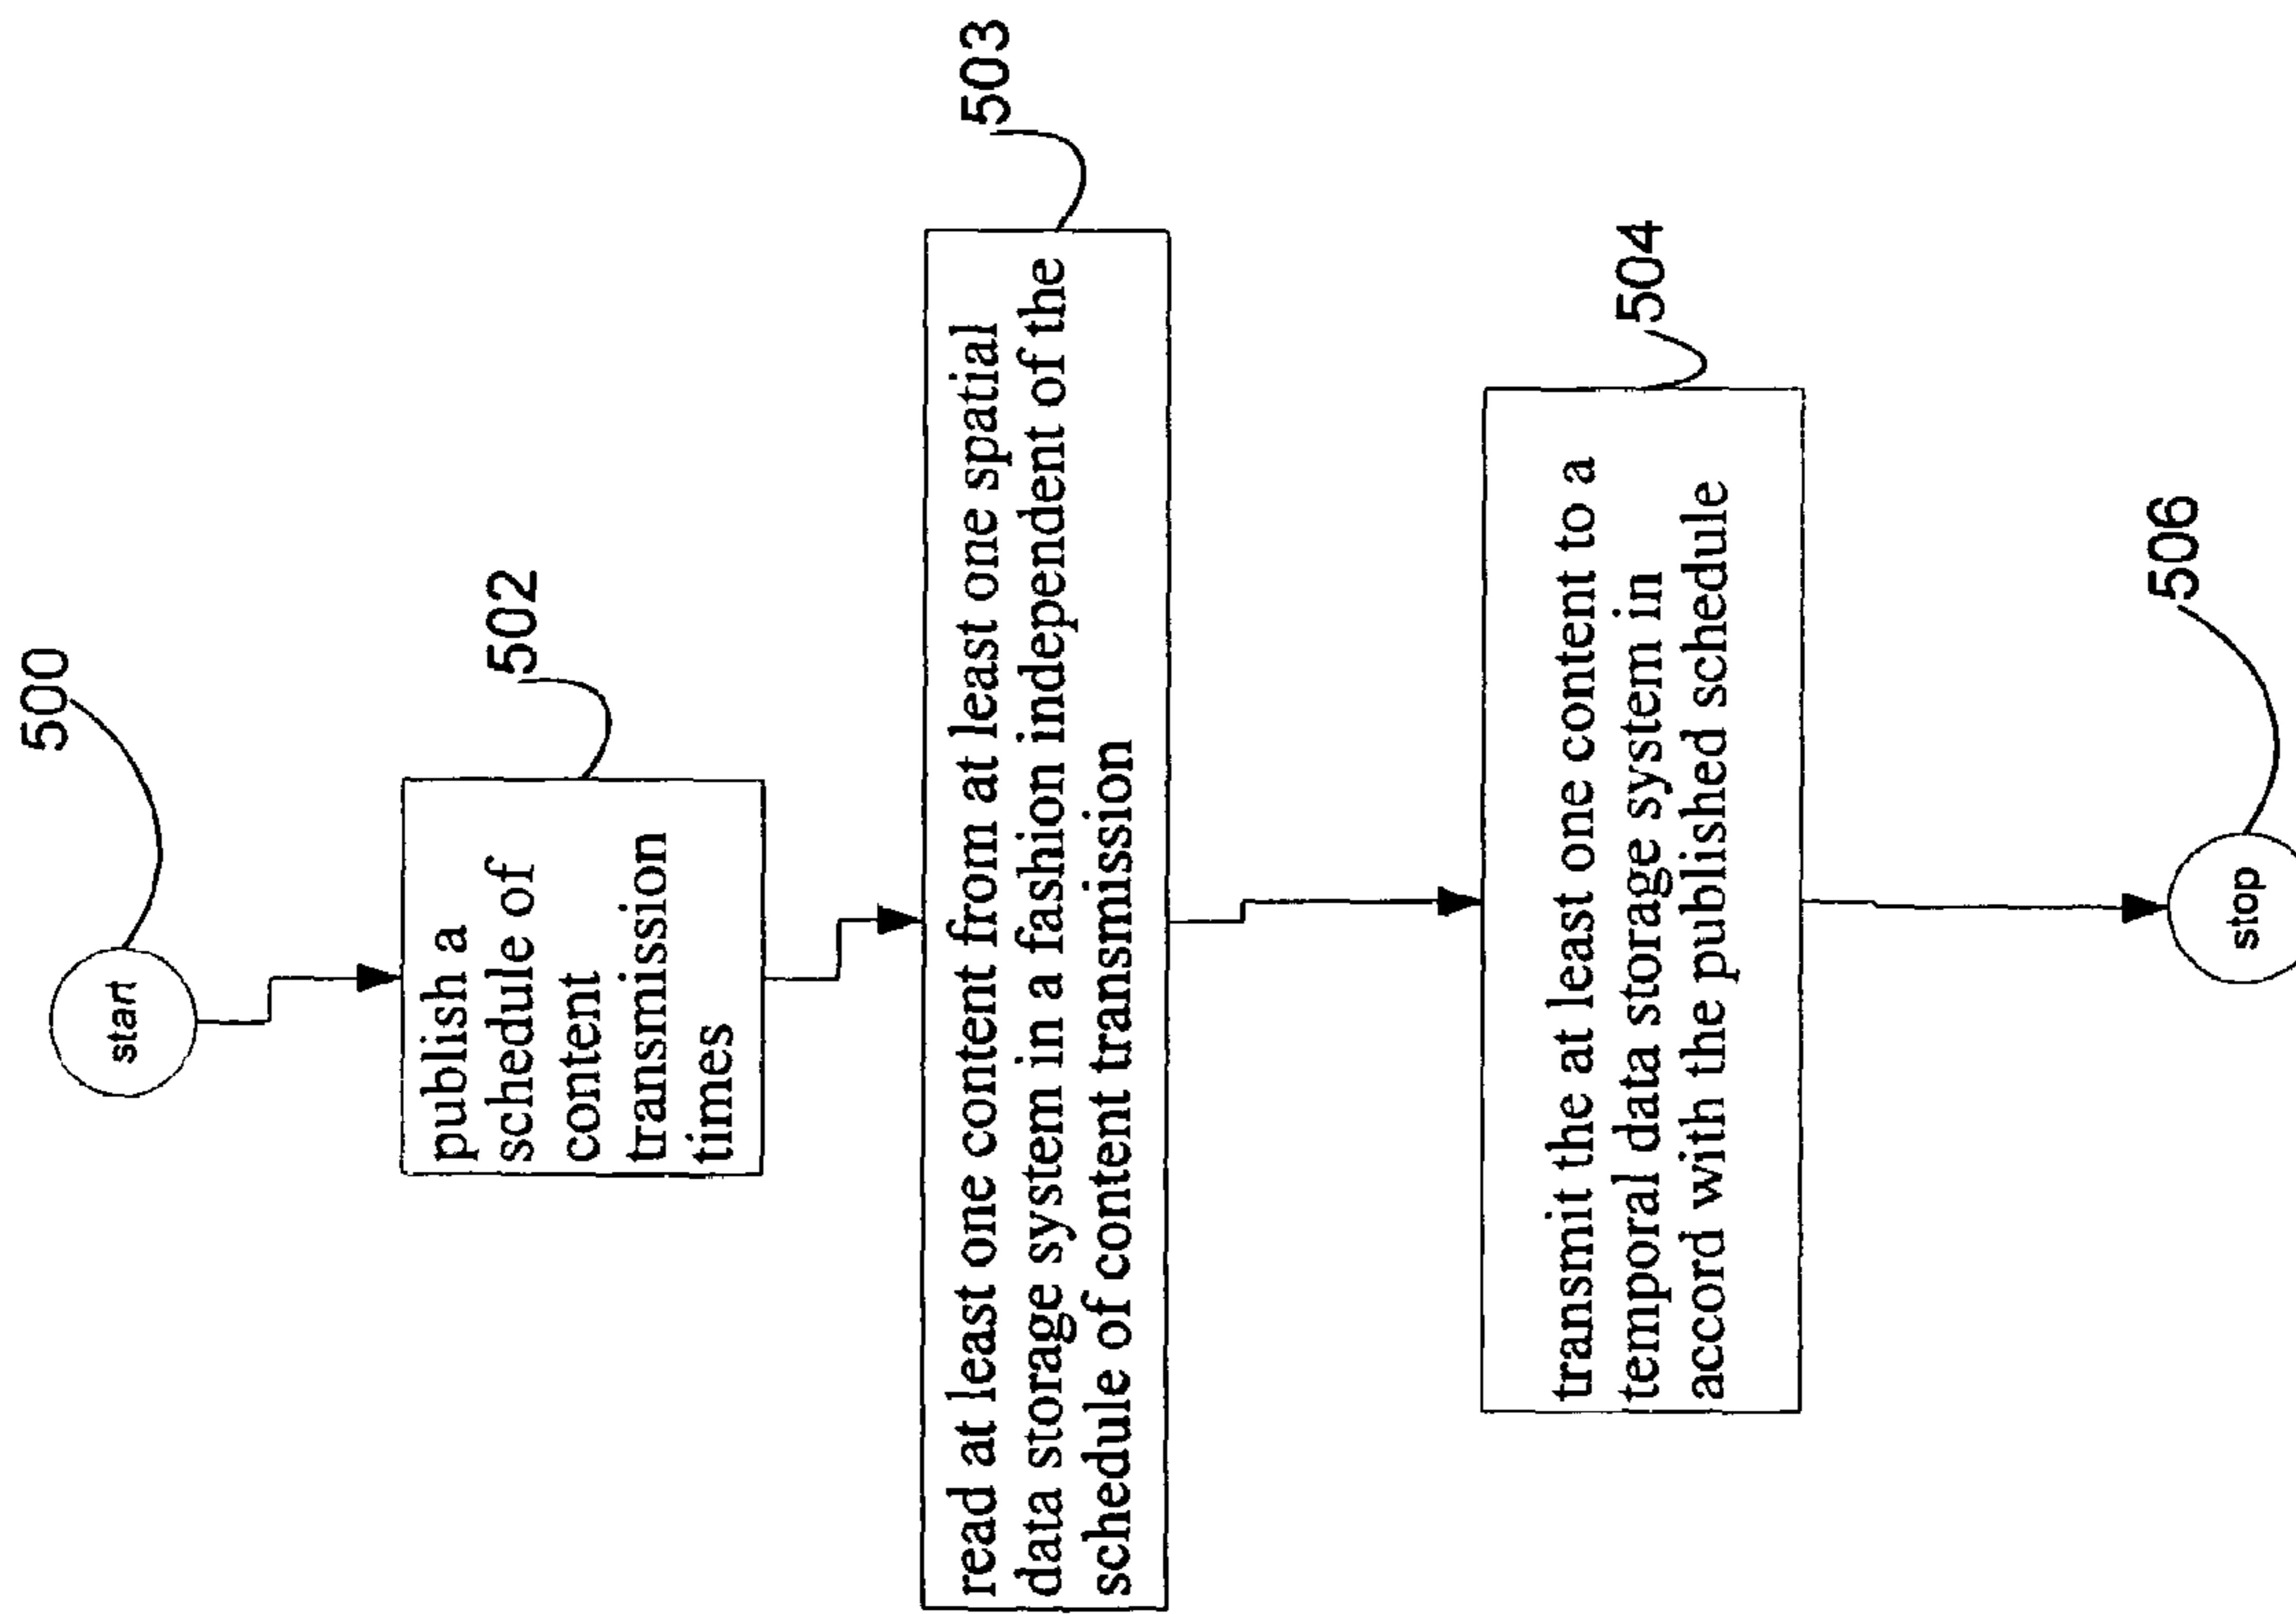 500
start
502
publish a
schedule of
content
transmission
times
503
read at least one content from at least one spatial
data storage system in a fashion independent of the
schedule of content transmission
504
transmit the at least one content to a
temporal data storage system in
accord with the published schedule
506
stop